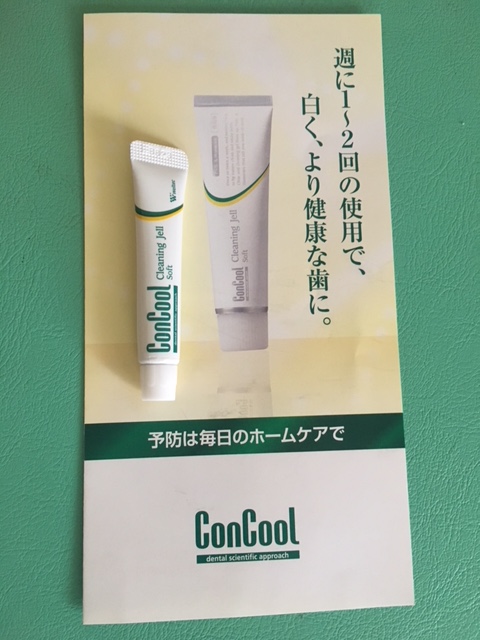 週に1~2回の使用で、
白く、より健康な歯に。
Cleaning Jell
Soft
ConCool
Weltec
Cleaning Jell
Soft
ConCool
予防は毎日のホームケアで
ConCool
dental scientific approach